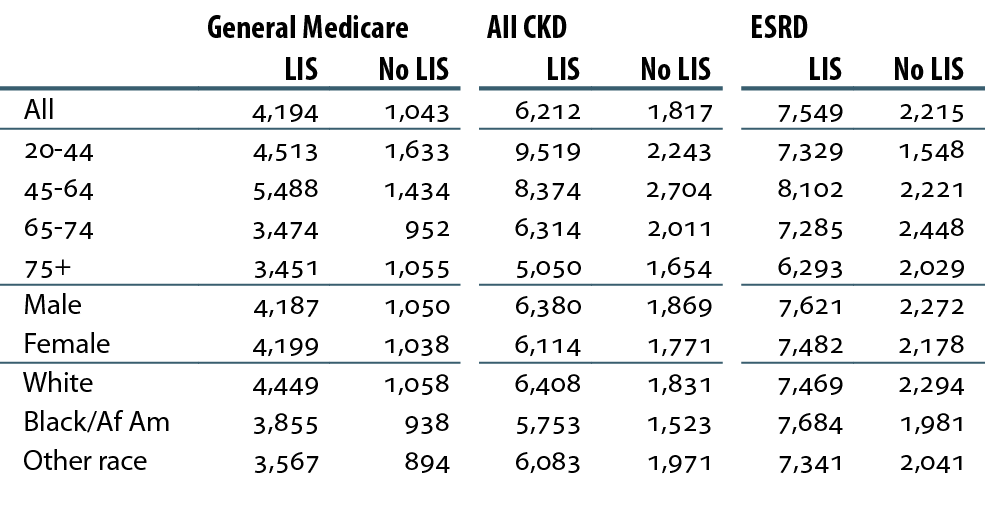 General Medicare All CKD ESRD
LIS No LIS LIS No LIS LIS No LIS
All 4,194 1,043 6,212 1,817 7,549 2,215
20-44 4,513 1,633 9,519 2,243 7,329 1,548
45-64 5,488 1,434 8,374 2,704 8,102 2,221
65-74 3,474 952 6,314 2,011 7,285 2,448
75+ 3,451 1,055 5,050 1,654 6,293 2,029
Male 4,187 1,050 6,380 1,869 7,621 2,272
Female 4,199 1,038 6,114 1,771 7,482 2,178
White 4,449 1,058 6,408 1,831 7,469 2,294
Black/Af Am 3,855 938 5,753 1,523 7,684 1,981
Other race 3,567 894 6,083 1,971 7,341 2,041